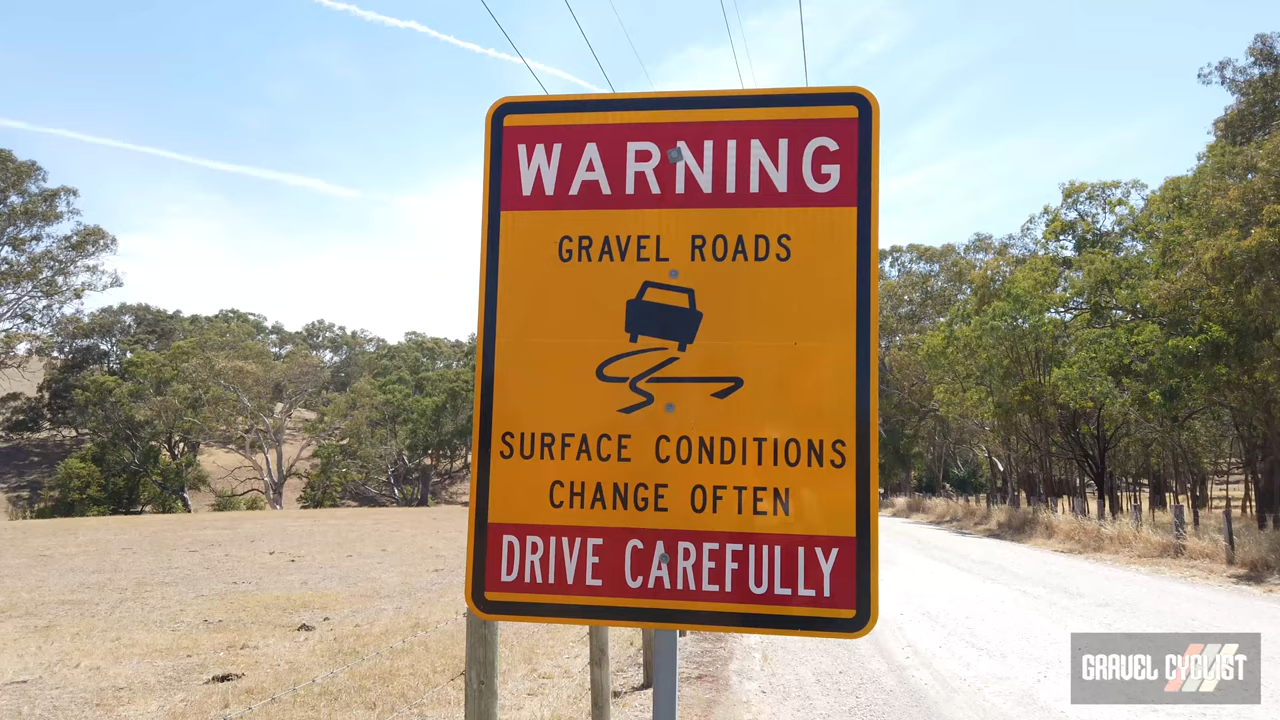 WARNING
GRAVEL ROADS
SURFACE CONDITIONS
CHANGE OFTEN
DRIVE CAREFULLY
GRAVEL CYCLIST